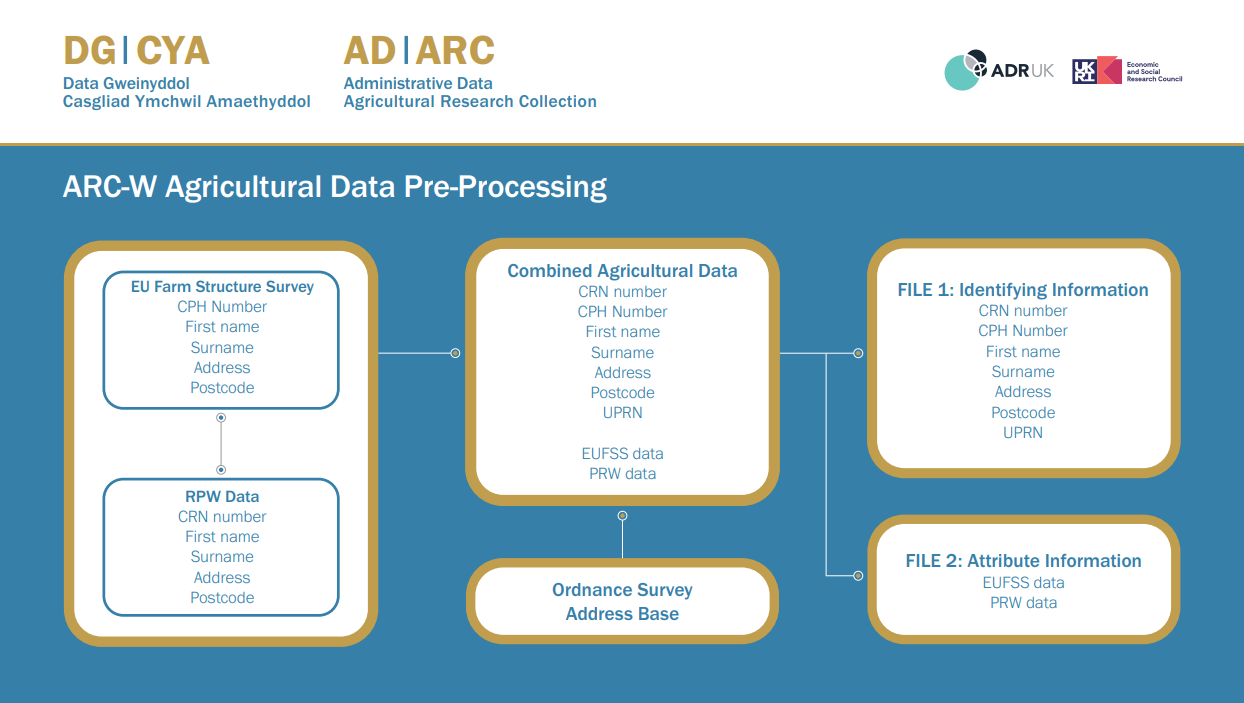 DG|CYA
Data Gweinyddol
Casgliad Ymchwil Amaethyddol
AD|ARC
Administrative Data
Agricultural Research Collection
ADR UK
UKRI
Economic
and Social
Research Council
ARC-W Agricultural Data Pre-Processing
EU Farm Structure Survey
CPH Number
First name
Surname
Address
Postcode
RPW Data
CRN number
First name
Surname
Address
Postcode
Combined Agricultural Data
CRN number
CPH Number
First name
Surname
Address
Postcode
UPRN
EUFSS data
PRW data
Ordnance Survey
Address Base
FILE 1: Identifying Information
CRN number
CPH Number
First name
Surname
Address
Postcode
UPRN
FILE 2: Attribute Information
EUFSS data
PRW data